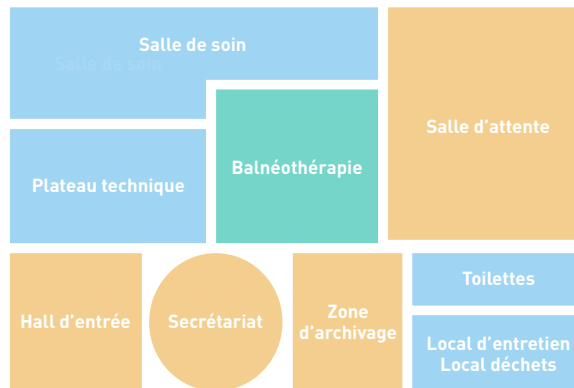 Salle de soin
Salle de soin
Salle d'attente
Balnéothérapie
Plateau technique
Toilettes
Hall d'entrée
Secrétariat
Zone
d'archivage
Local d'entretien
Local déchets